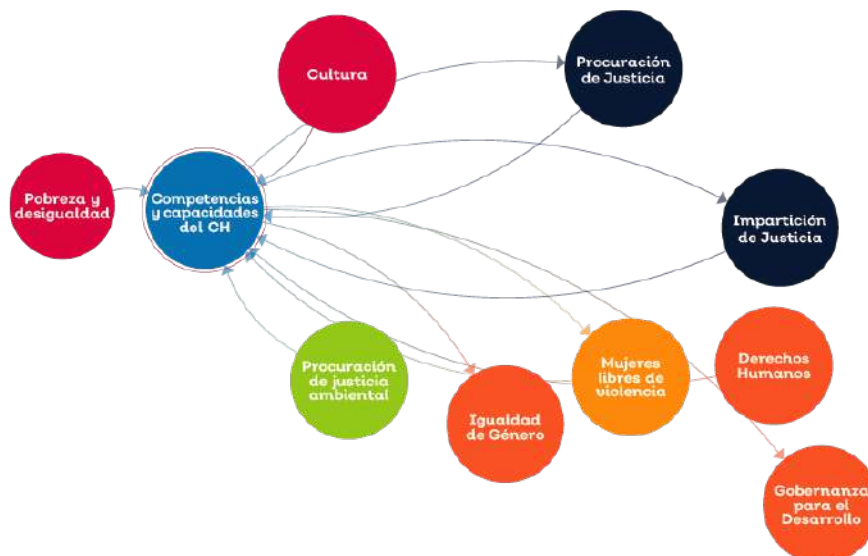 Cultura
Procuración
de Justicia
Pobreza y
desigualdad
Competencias
y capacidades
del CH
Impartición
de Justicia
Procuración
de justicia
ambiental
Igualdad
de Género
Mujeres
libres de
violencia
Derechos
Humanos
Gobernanza
para el
Desarrollo